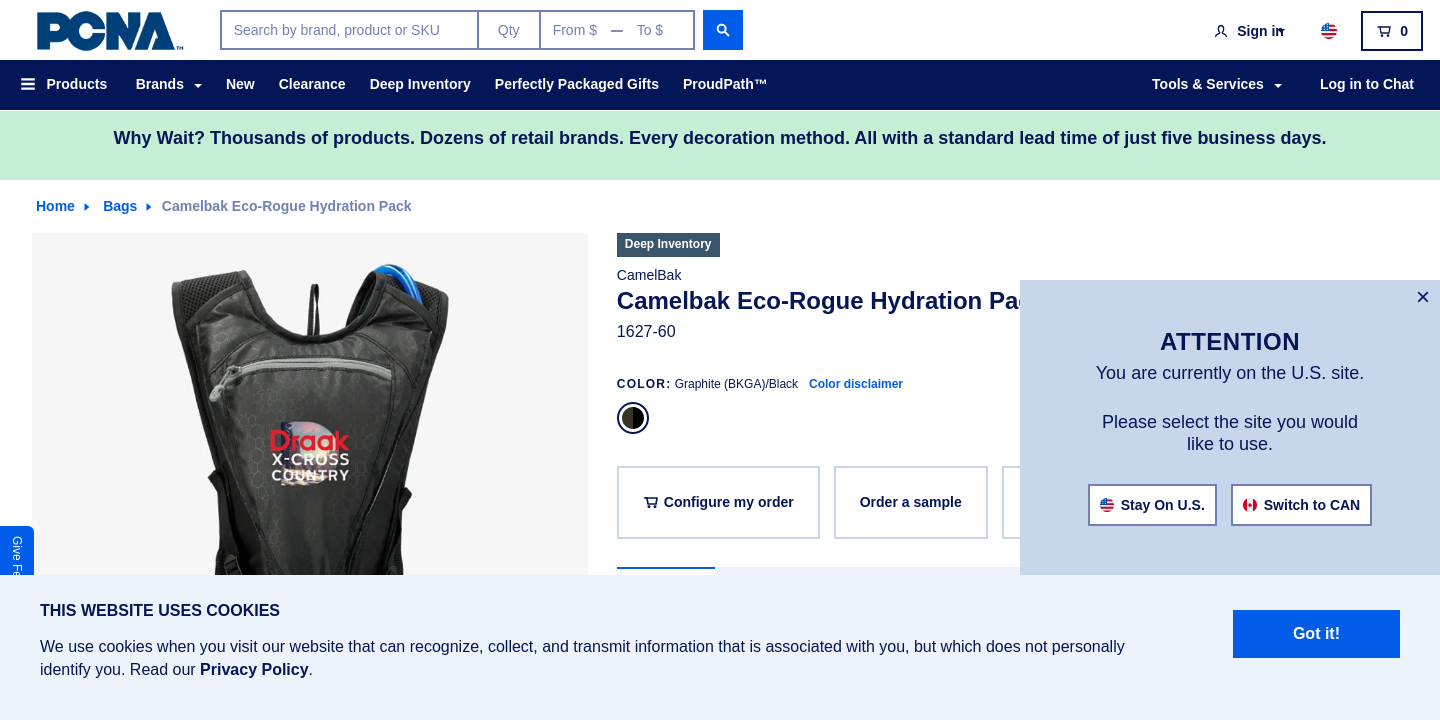 PCNA™
Search by brand, product or SKU
Qty
From $ — To $
Sign in
0
Products
Brands
New
Clearance
Deep Inventory
Perfectly Packaged Gifts
ProudPath™
Tools & Services
Log in to Chat
Why Wait? Thousands of products. Dozens of retail brands. Every decoration method. All with a standard lead time of just five business days.
Home
Bags
Camelbak Eco-Rogue Hydration Pack
Deep Inventory
CamelBak
Camelbak Eco-Rogue Hydration
1627-60
COLOR: Graphite (BKGA)/Black Color disclaimer
Draak
X-CROSS
COUNTRY
Configure my order
Order a sample
×
ATTENTION
You are currently on the U.S. site.
Please select the site you would
like to use.
Stay On U.S.
Switch to CAN
Give
THIS WEBSITE USES COOKIES
We use cookies when you visit our website that can recognize, collect, and transmit information that is associated with you, but which does not personally
identify you. Read our Privacy Policy.
Got it!